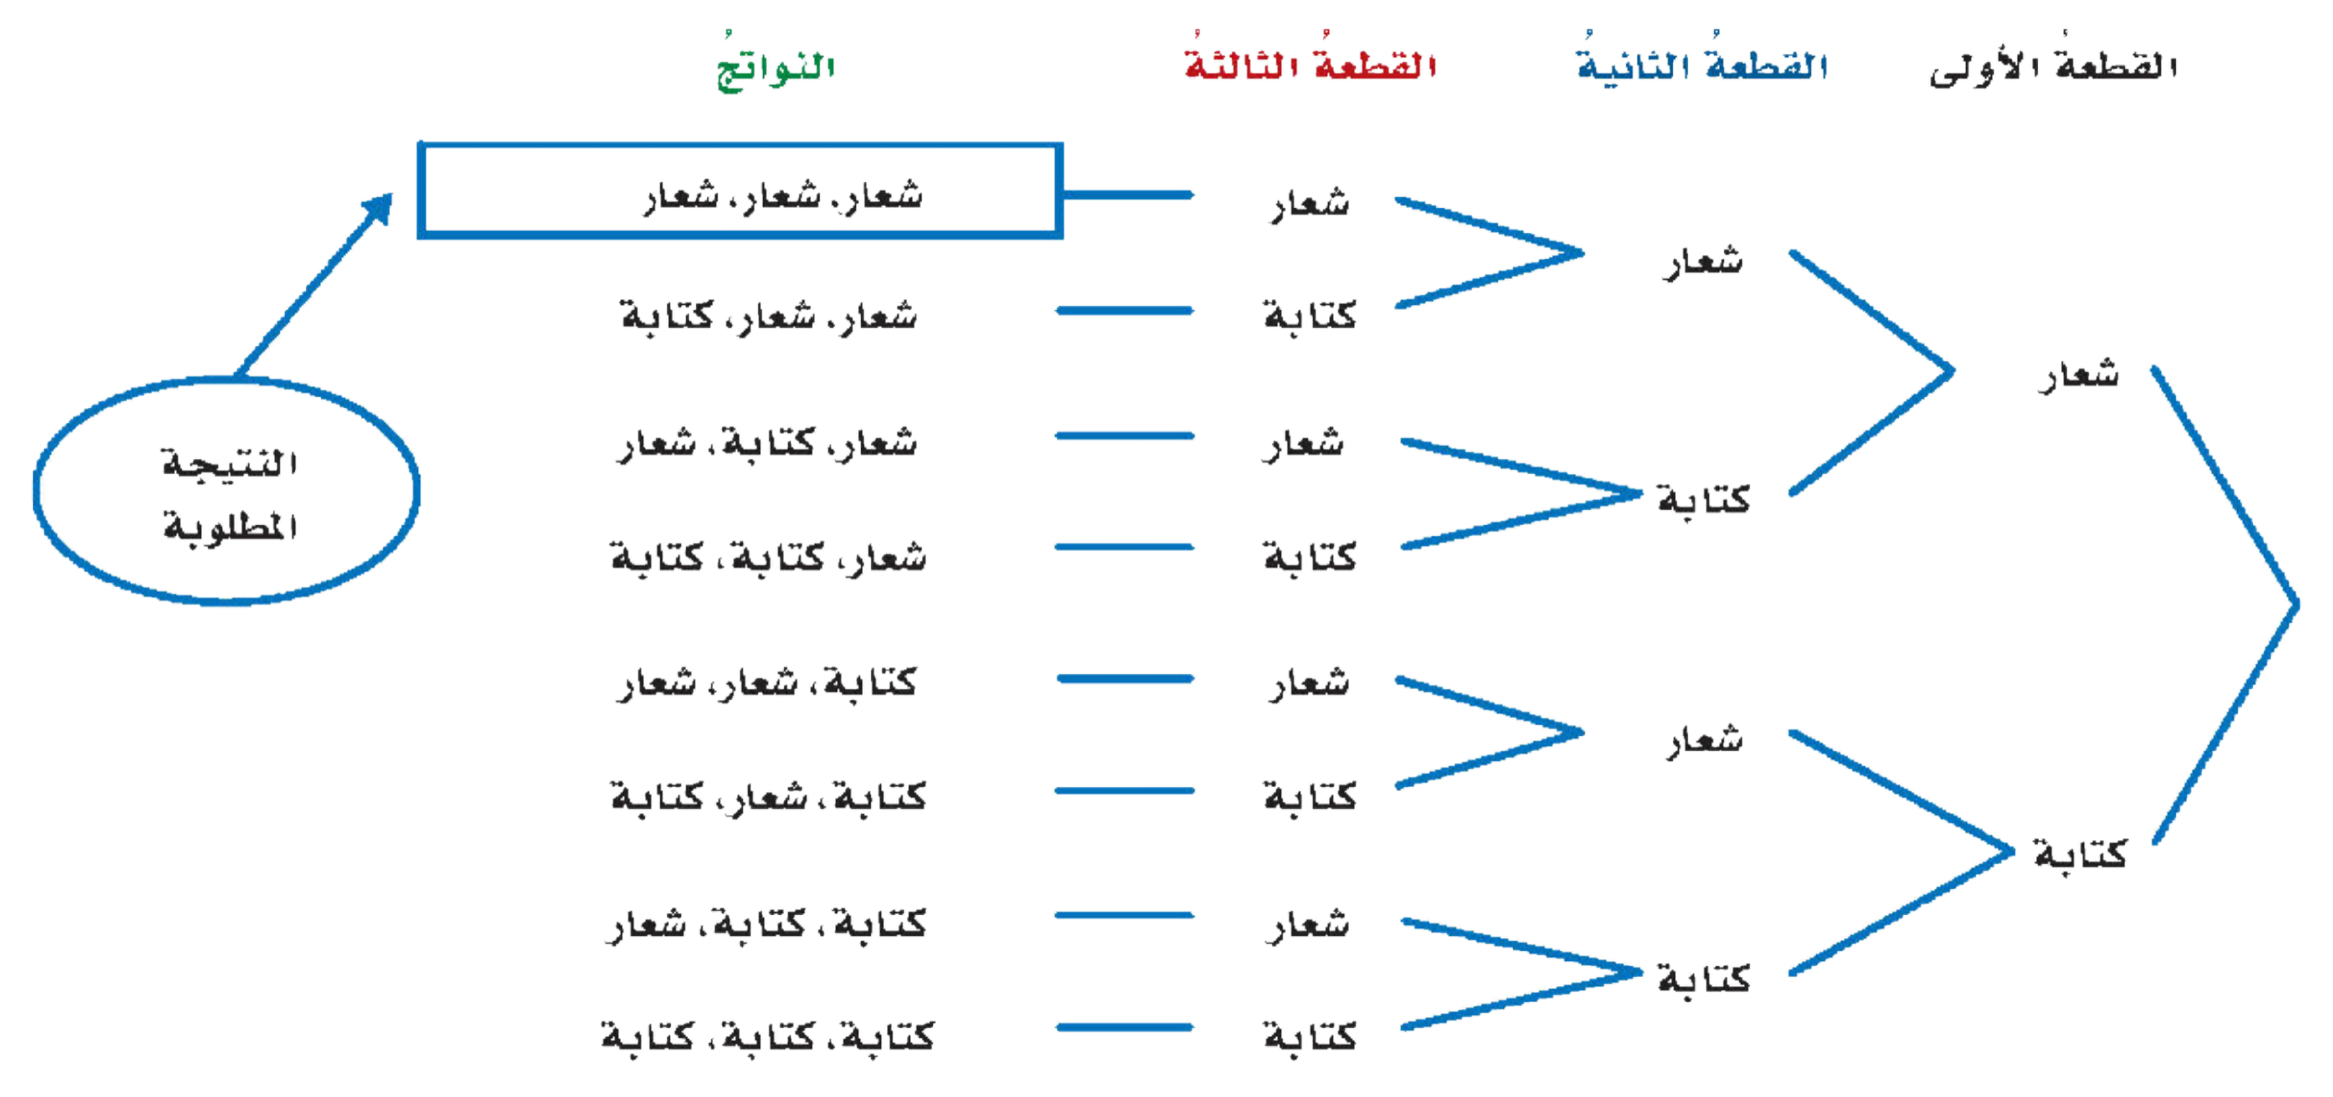 القطعةُ الأولى القطعةُ الثانيةُ القطعةُ الثالثةُ النواتجُ
شعار شعار، شعار، شعار
شعار
كتابة شعار، شعار، كتابة
شعار
شعار شعار، كتابة، شعار
كتابة
كتابة شعار، كتابة، كتابة
النتيجة
المطلوبة
شعار كتابة، شعار، شعار
شعار
كتابة كتابة، شعار، كتابة
كتابة
شعار كتابة، كتابة، شعار
كتابة
كتابة كتابة، كتابة، كتابة